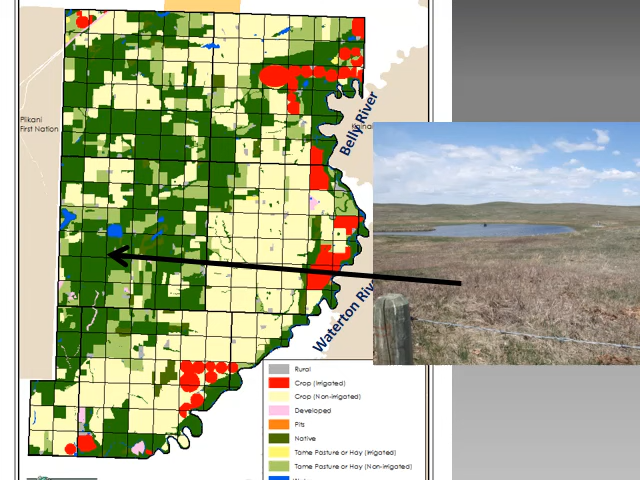 Piikani
First Nation
Belly River
Waterton Riv
Rural
Crop (Irrigated)
Crop (Non-irrigated)
Developed
Pits
Native
Tame Pasture or Hay (Irrigated)
Tame Pasture or Hay (Non-irrigated)